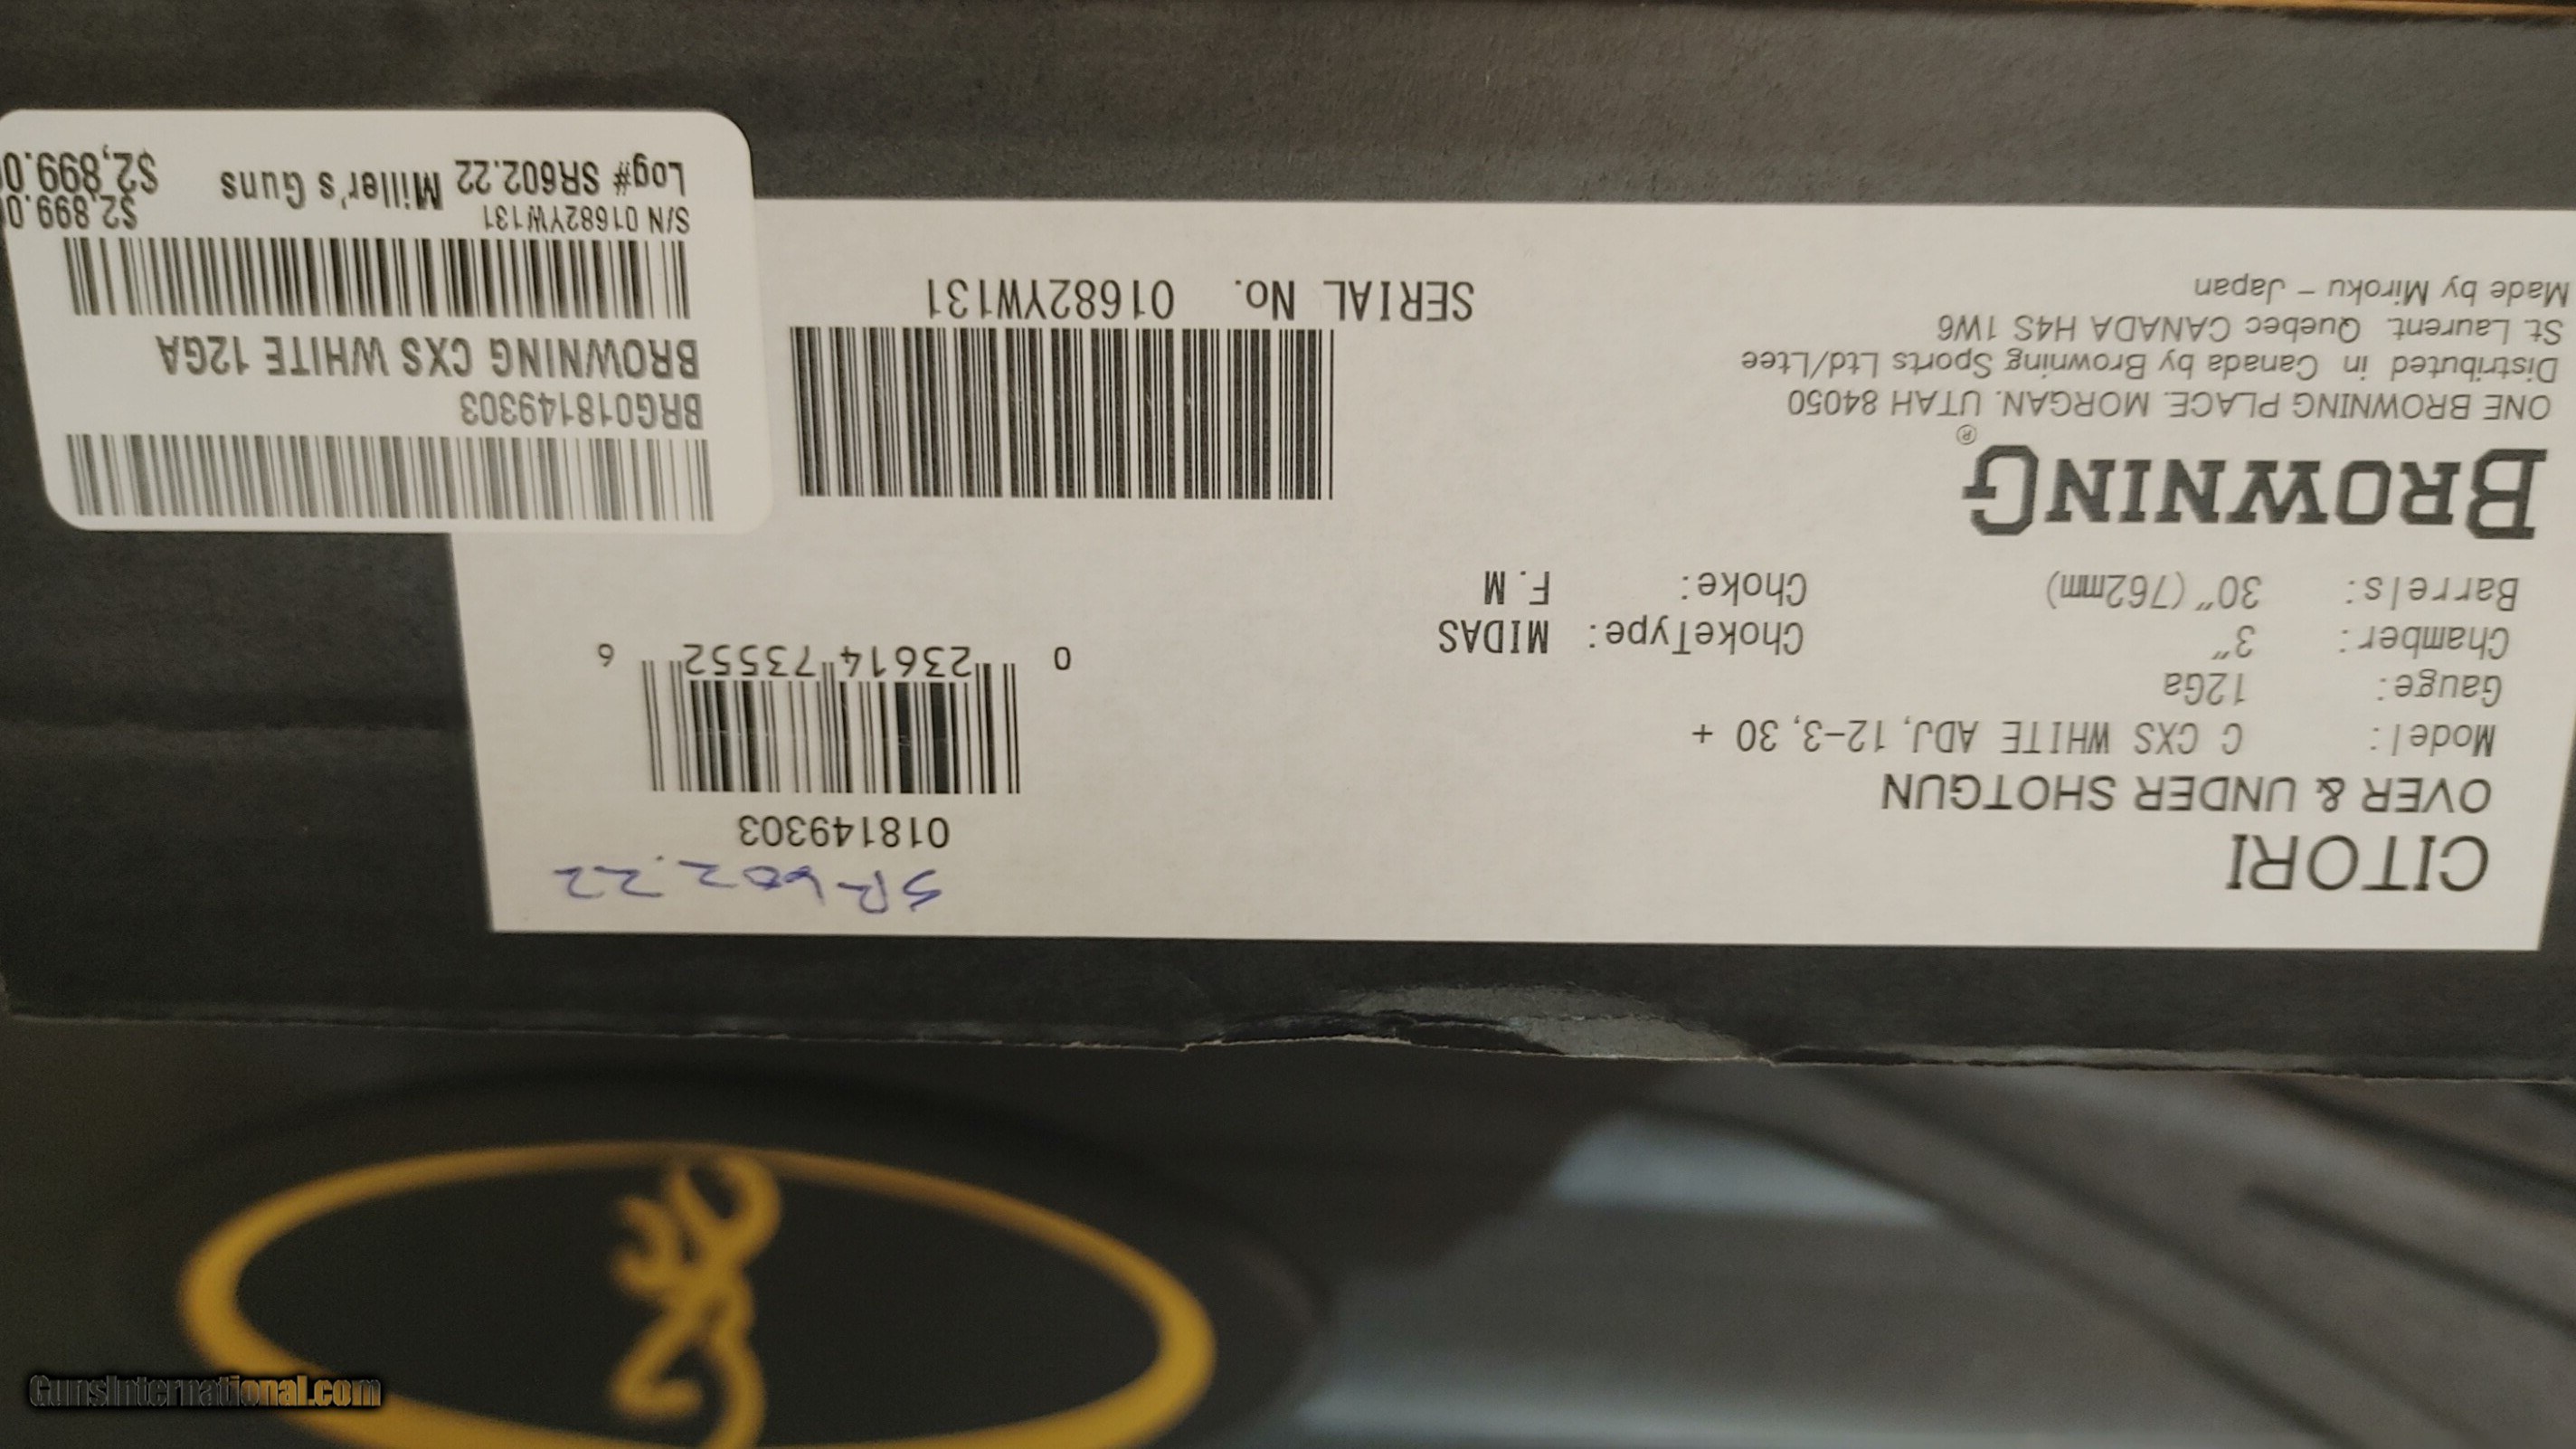 CITORI
OVER & UNDER SHOTGUN
Model: C CXS WHITE ADJ, 12-3, 30 +
Gauge: 12Ga
Chamber: 3" ChokeType: MIDAS
Barrels: 30" (762mm) Choke: F.M
BROWNING®
ONE BROWNING PLACE. MORGAN. UTAH 84050
Distributed in Canada by Browning Sports Ltd/Ltee
St. Laurent. Quebec CANADA H4S 1W6
Made by Miroku - Japan
SR602.22
018149303
0 23614 73552 6
SERIAL No. 01682YW131
BRG018149303
BROWNING CXS WHITE 12GA
S/N 01682YW131 $2,899.0
Log# SR602.22 Miller's Guns $2,899.0
GunsInternational.com